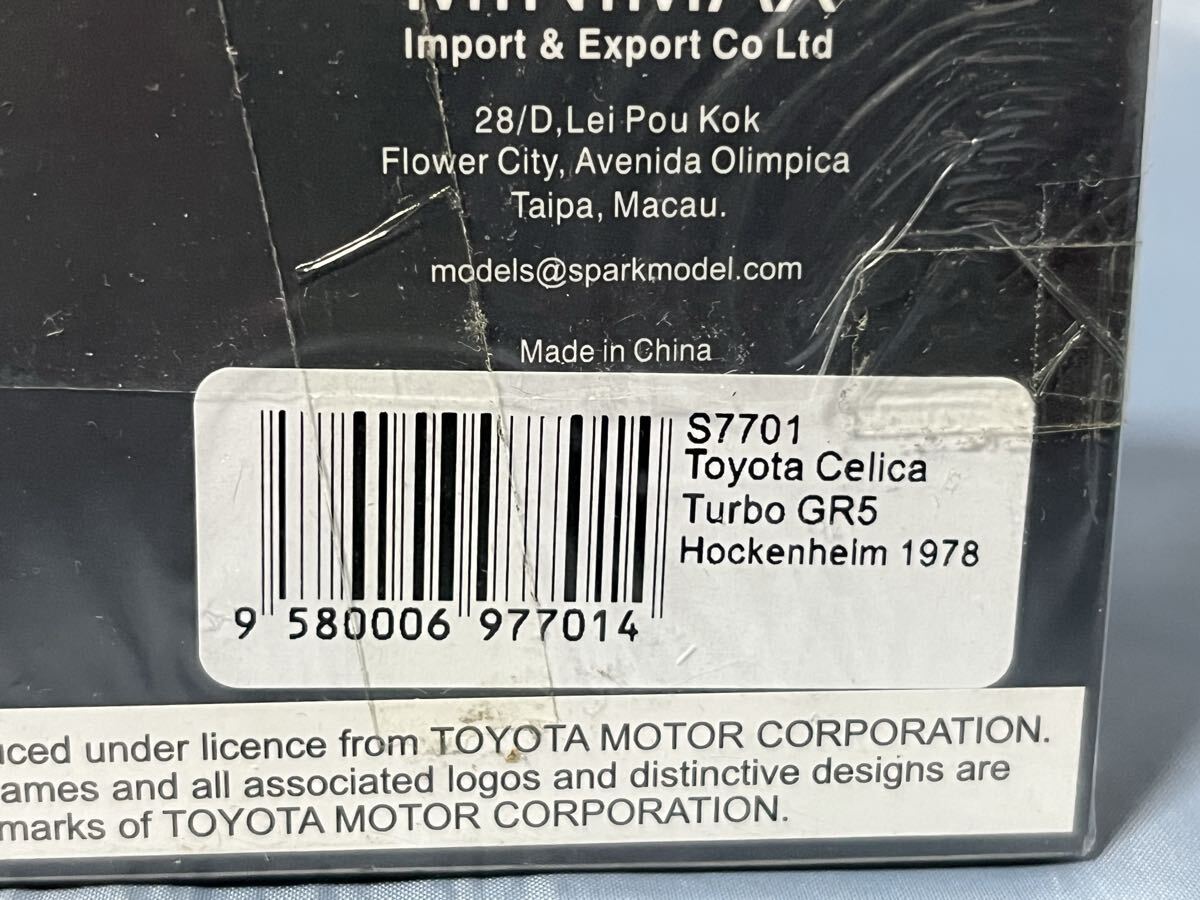 MINIMAX
Import & Export Co Ltd
28/D,Lei Pou Kok
Flower City, Avenida Olimpica
Taipa, Macau.
models@sparkmodel.com
Made in China
S7701
Toyota Celica
Turbo GR5
Hockenheim 1978
9 580006 977014
uced under licence from TOYOTA MOTOR CORPORATION.
ames and all associated logos and distinctive designs are
marks of TOYOTA MOTOR CORPORATION.